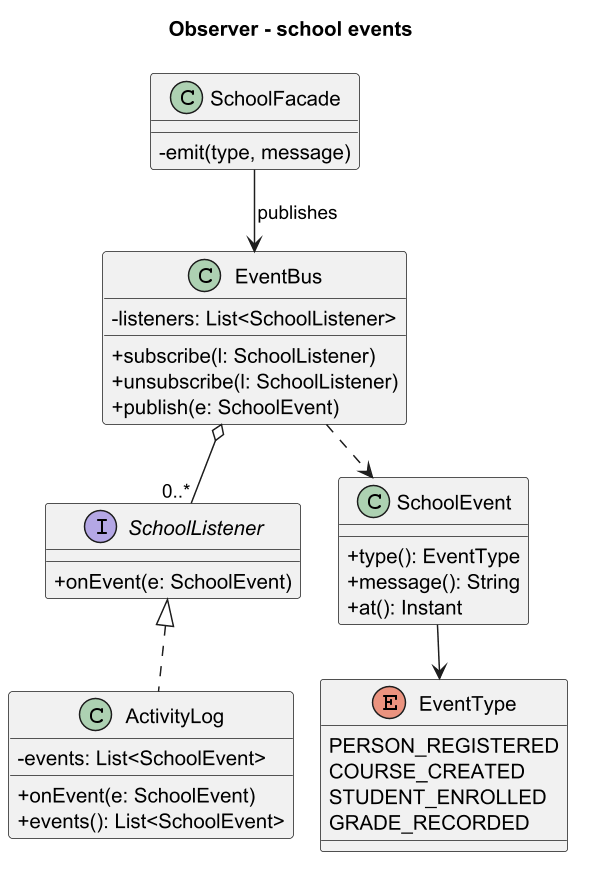 Observer - school events
C SchoolFacade
-emit(type, message)
publishes
C EventBus
-listeners: List<SchoolListener>
+subscribe(l: SchoolListener)
+unsubscribe(l: SchoolListener)
+publish(e: SchoolEvent)
0..*
I SchoolListener
+onEvent(e: SchoolEvent)
C SchoolEvent
+type(): EventType
+message(): String
+at(): Instant
C ActivityLog
-events: List<SchoolEvent>
+onEvent(e: SchoolEvent)
+events(): List<SchoolEvent>
E EventType
PERSON_REGISTERED
COURSE_CREATED
STUDENT_ENROLLED
GRADE_RECORDED